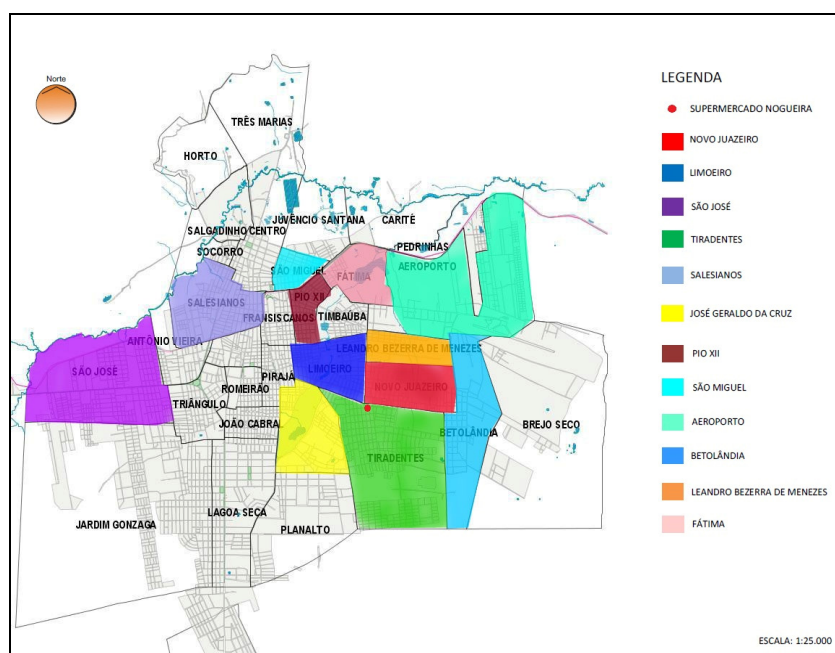 Norte
TRÊS MARIAS
HORTO
JUVÊNCIO SANTANA
CARITÉ
SALGADINHO
CENTRO
PEDRINHAS
SOCORRO
SÃO MIGUEL
FÁTIMA
AEROPORTO
SALESIANOS
PIO XII
FRANSISCANOS
TIMBAÚBA
ANTÔNIO VIEIRA
LEANDRO BEZERRA DE MENEZES
SÃO JOSÉ
LIMOEIRO
PIRAJÁ
ROMEIRÃO
NOVO JUAZEIRO
TRIÂNGULO
JOÃO CABRAL
BREJO SECO
BETOLÂNDIA
TIRADENTES
LAGOA SECA
JARDIM GONZAGA
PLANALTO
LEGENDA
SUPERMERCADO NOGUEIRA
NOVO JUAZEIRO
LIMOEIRO
SÃO JOSÉ
TIRADENTES
SALESIANOS
JOSÉ GERALDO DA CRUZ
PIO XII
SÃO MIGUEL
AEROPORTO
BETOLÂNDIA
LEANDRO BEZERRA DE MENEZES
FÁTIMA
ESCALA: 1:25.000